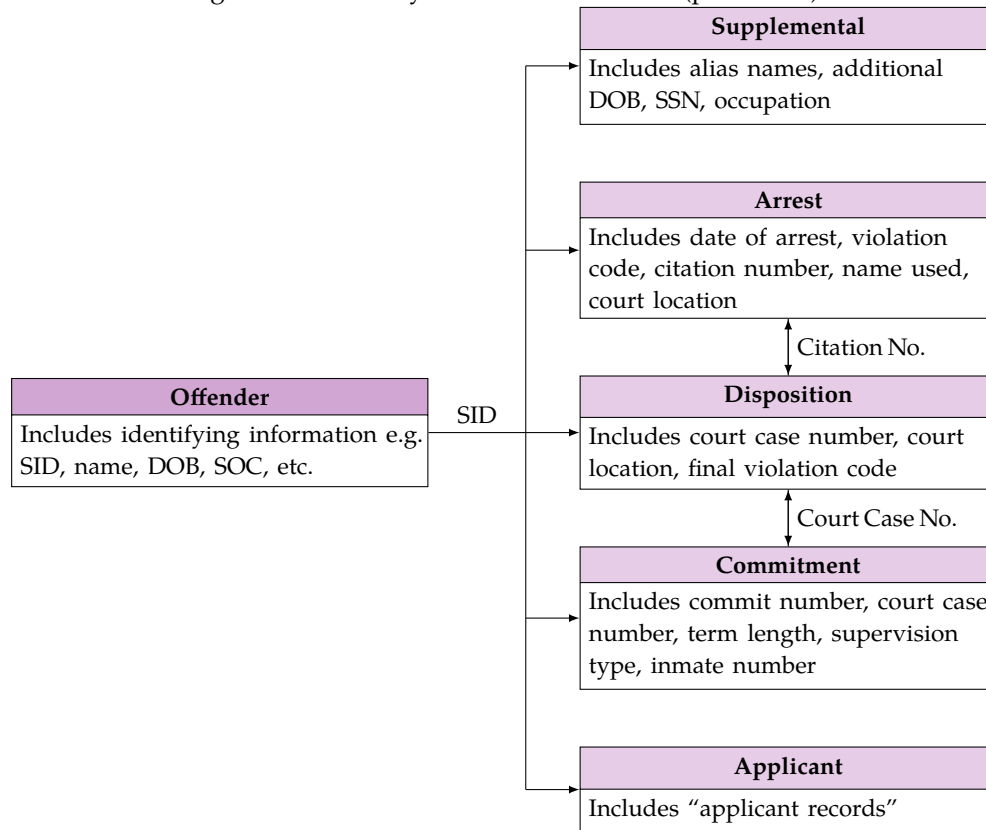 Supplemental
Includes alias names, additional
DOB, SSN, occupation
Arrest
Includes date of arrest, violation
code, citation number, name used,
court location
Citation No.
Offender
Includes identifying information e.g.
SID, name, DOB, SOC, etc.
SID
Disposition
Includes court case number, court
location, final violation code
Court Case No.
Commitment
Includes commit number, court case
number, term length, supervision
type, inmate number
Applicant
Includes “applicant records”